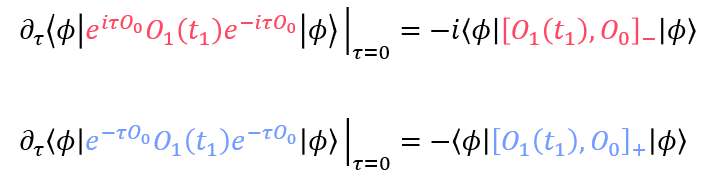 ∂_τ⟨ϕ|e^{iτO_0}O_1(t_1)e^{-iτO_0}|ϕ⟩|_{τ=0} = −i⟨ϕ|[O_1(t_1), O_0]_−|ϕ⟩
∂_τ⟨ϕ|e^{-τO_0}O_1(t_1)e^{-τO_0}|ϕ⟩|_{τ=0} = −⟨ϕ|[O_1(t_1), O_0]_+|ϕ⟩